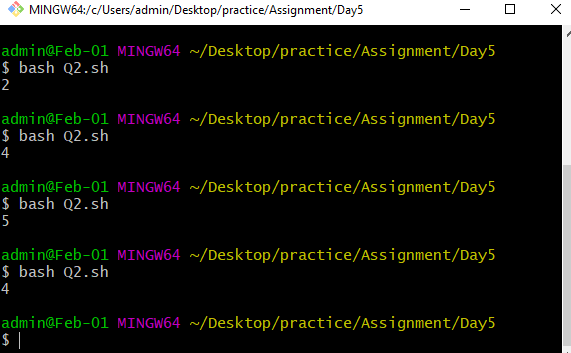 MINGW64:/c/Users/admin/Desktop/practice/Assignment/Day5
admin@Feb-01 MINGW64 ~/Desktop/practice/Assignment/Day5
$ bash Q2.sh
2
admin@Feb-01 MINGW64 ~/Desktop/practice/Assignment/Day5
$ bash Q2.sh
4
admin@Feb-01 MINGW64 ~/Desktop/practice/Assignment/Day5
$ bash Q2.sh
5
admin@Feb-01 MINGW64 ~/Desktop/practice/Assignment/Day5
$ bash Q2.sh
4
admin@Feb-01 MINGW64 ~/Desktop/practice/Assignment/Day5
$